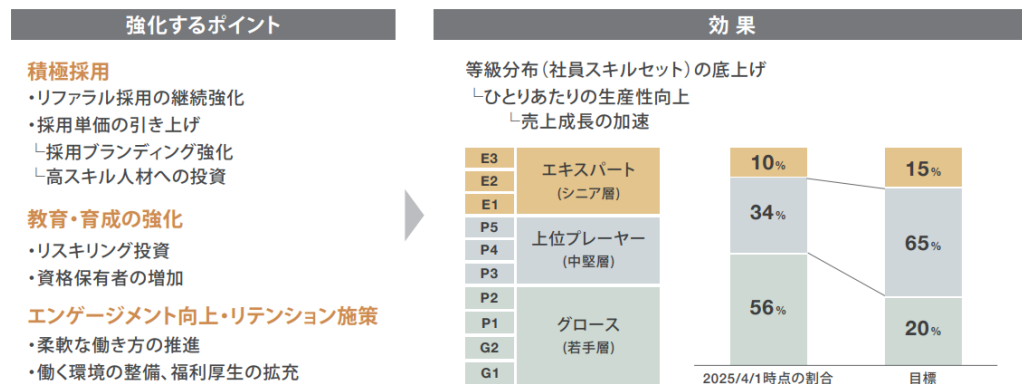 強化するポイント
積極採用
・リファラル採用の継続強化
・採用単価の引き上げ
└採用ブランディング強化
└高スキル人材への投資
教育・育成の強化
・リスキリング投資
・資格保有者の増加
エンゲージメント向上・リテンション施策
・柔軟な働き方の推進
・働く環境の整備、福利厚生の拡充
効 果
等級分布（社員スキルセット）の底上げ
└ひとりあたりの生産性向上
└売上成長の加速
E3
E2
E1
エキスパート
(シニア層)
P5
P4
P3
上位プレーヤー
(中堅層)
P2
P1
G2
G1
グロース
(若手層)
10%
34%
56%
2025/4/1時点の割合
15%
65%
20%
目標